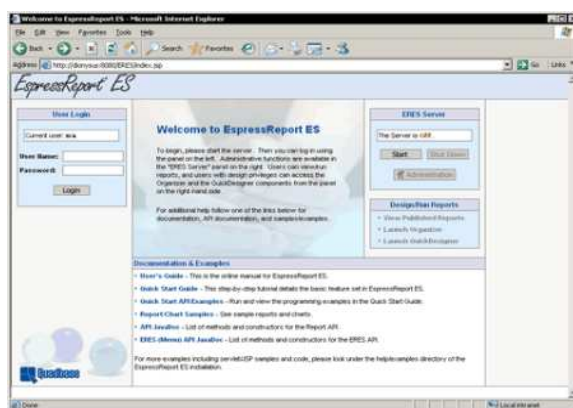 Welcome to EspressReport ES - Microsoft Internet Explorer
File Edit View Favorites Tools Help
Back Search Favorites
Address http://dionysus:8080/ERES/index.jsp Go Links
EspressReport ES
User Login
Current user: n/a
User Name:
Password:
Login
Welcome to EspressReport ES
To begin, please start the server. Then you can log in using
the panel on the left. Administrative functions are available
in the "ERES Server" panel on the right. Users can view/run
reports, and users with design privileges can access the
Organizer and the QuickDesigner components from the panel
on the right-hand side.
For additional help follow one of the links below for
documentation, API documentation, and samples/examples.
ERES Server
The Server is OFF.
Start Shut Down
Administration
Design/Run Reports
View Published Reports
Launch Organizer
Launch QuickDesigner
Documentation & Examples
User's Guide - This is the online manual for EspressReport ES.
Quick Start Guide - This step-by-step tutorial details the basic feature set in EspressReport ES.
Quick Start API/Examples - Run and view the programming examples in the Quick Start Guide.
Report/Chart Samples - See sample reports and charts.
API JavaDoc - List of methods and constructors for the Report API.
ERES (Menu) API JavaDoc - List of methods and constructors for the ERES API.
For more examples including servlet/JSP samples and code, please look under the help/examples directory of the
EspressReport ES installation.
Quadbase
Done Local intranet